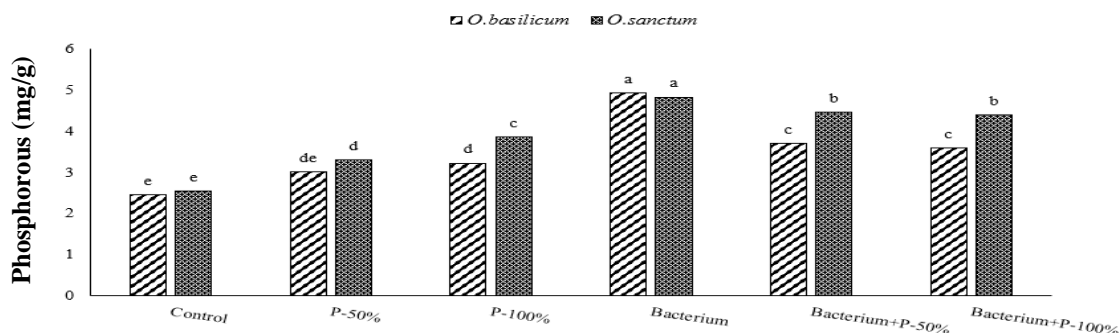 O.basilicum O.sanctum
Phosphorous (mg/g)
6
5
4
3
2
1
0
e e de d d c a a c b c b
Control P-50% P-100% Bacterium Bacterium+P-50% Bacterium+P-100%